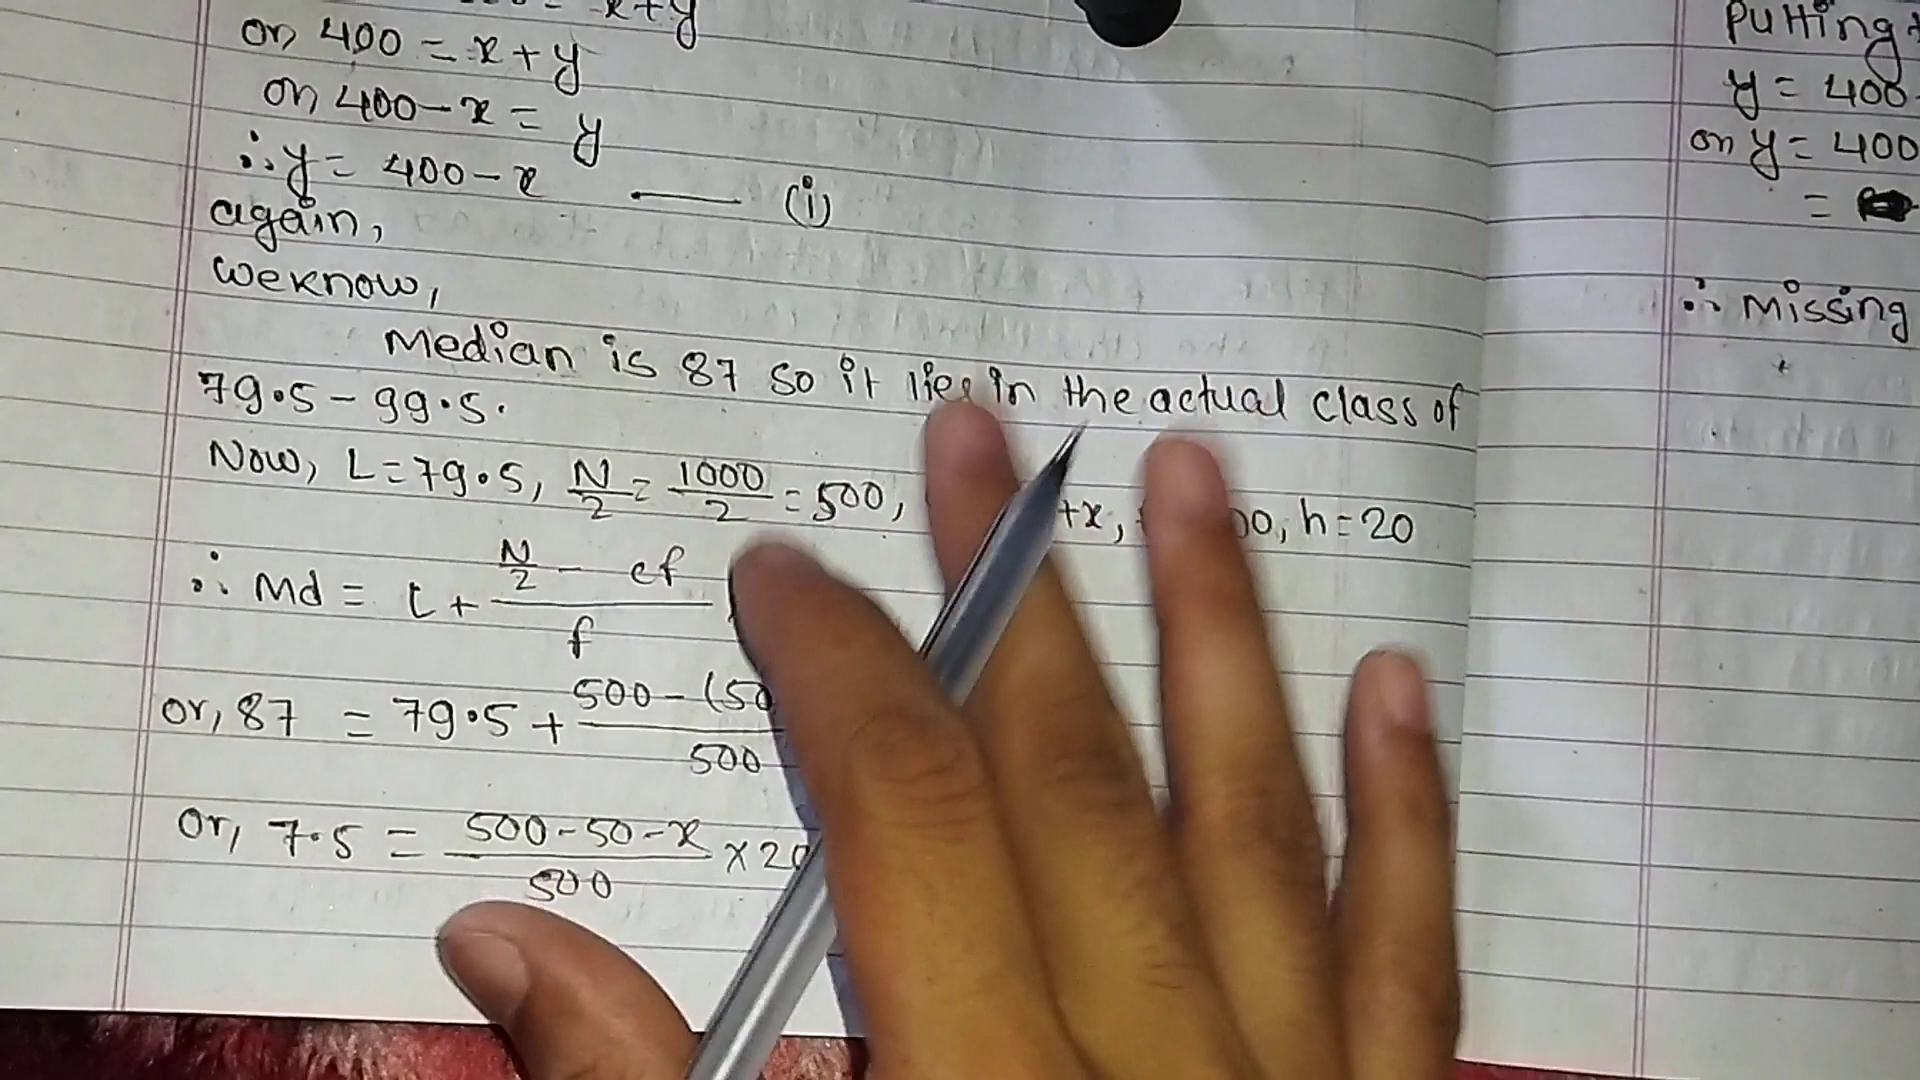 = x+y
or, 400 = x + y
or, 400 - x = y
∴ y = 400 - x —— (i)
again,
we know,
Median is 87 so it lies in the actual class of
79.5 - 99.5.
Now, L = 79.5, N/2 = 1000/2 = 500, +x, 00, h = 20
∴ Md = L + (N/2 - cf)/f
or, 87 = 79.5 + 500 - (50/500
or, 7.5 = (500 - 50 - x)/500 × 20
Putting
y = 400
or y = 400
=
∴ Missing